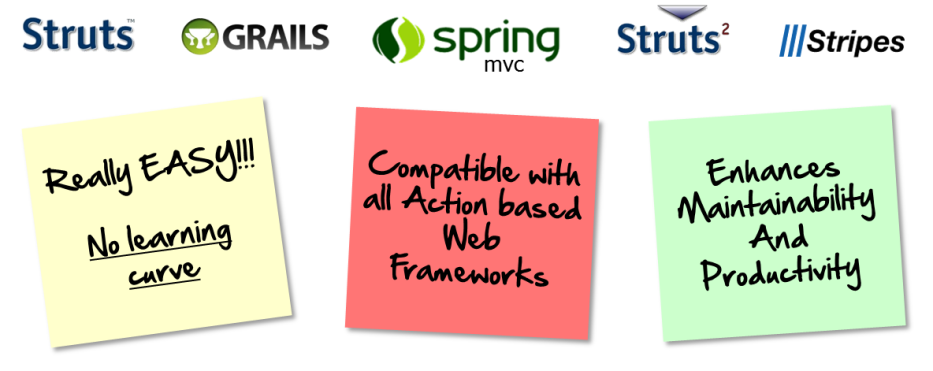 Struts™
GRAILS
spring
mvc
Struts²
Stripes
Really EASY!!!
No learning
curve
Compatible with
all Action based
Web
Frameworks
Enhances
Maintainability
And
Productivity